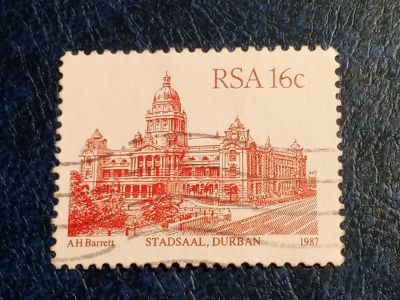 RSA 16c
A H Barrett STADSAAL, DURBAN 1987